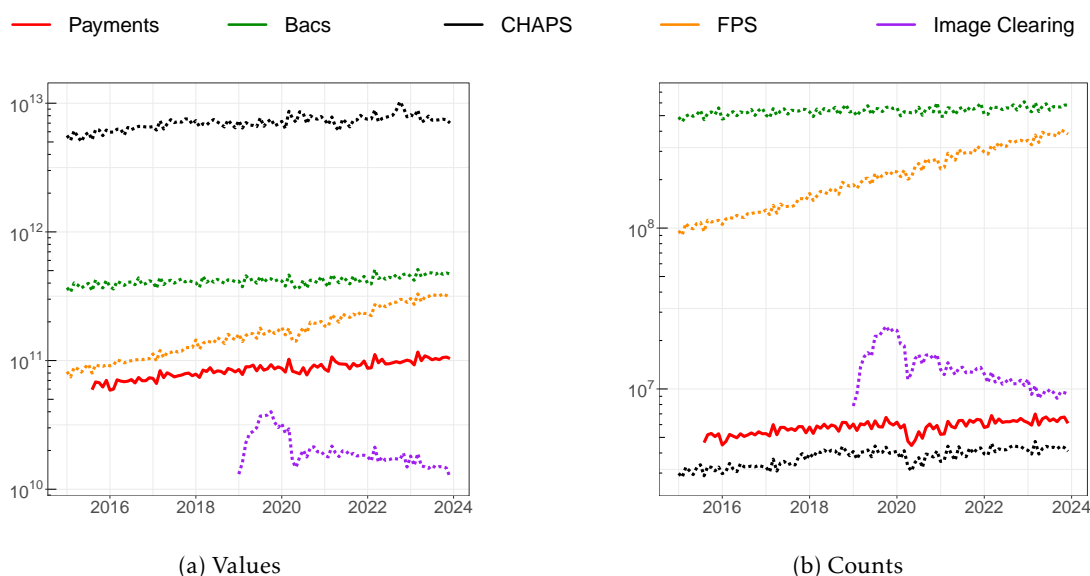 Payments Bacs CHAPS FPS Image Clearing
10^13
10^12
10^11
10^10
2016 2018 2020 2022 2024
(a) Values
10^8
10^7
2016 2018 2020 2022 2024
(b) Counts